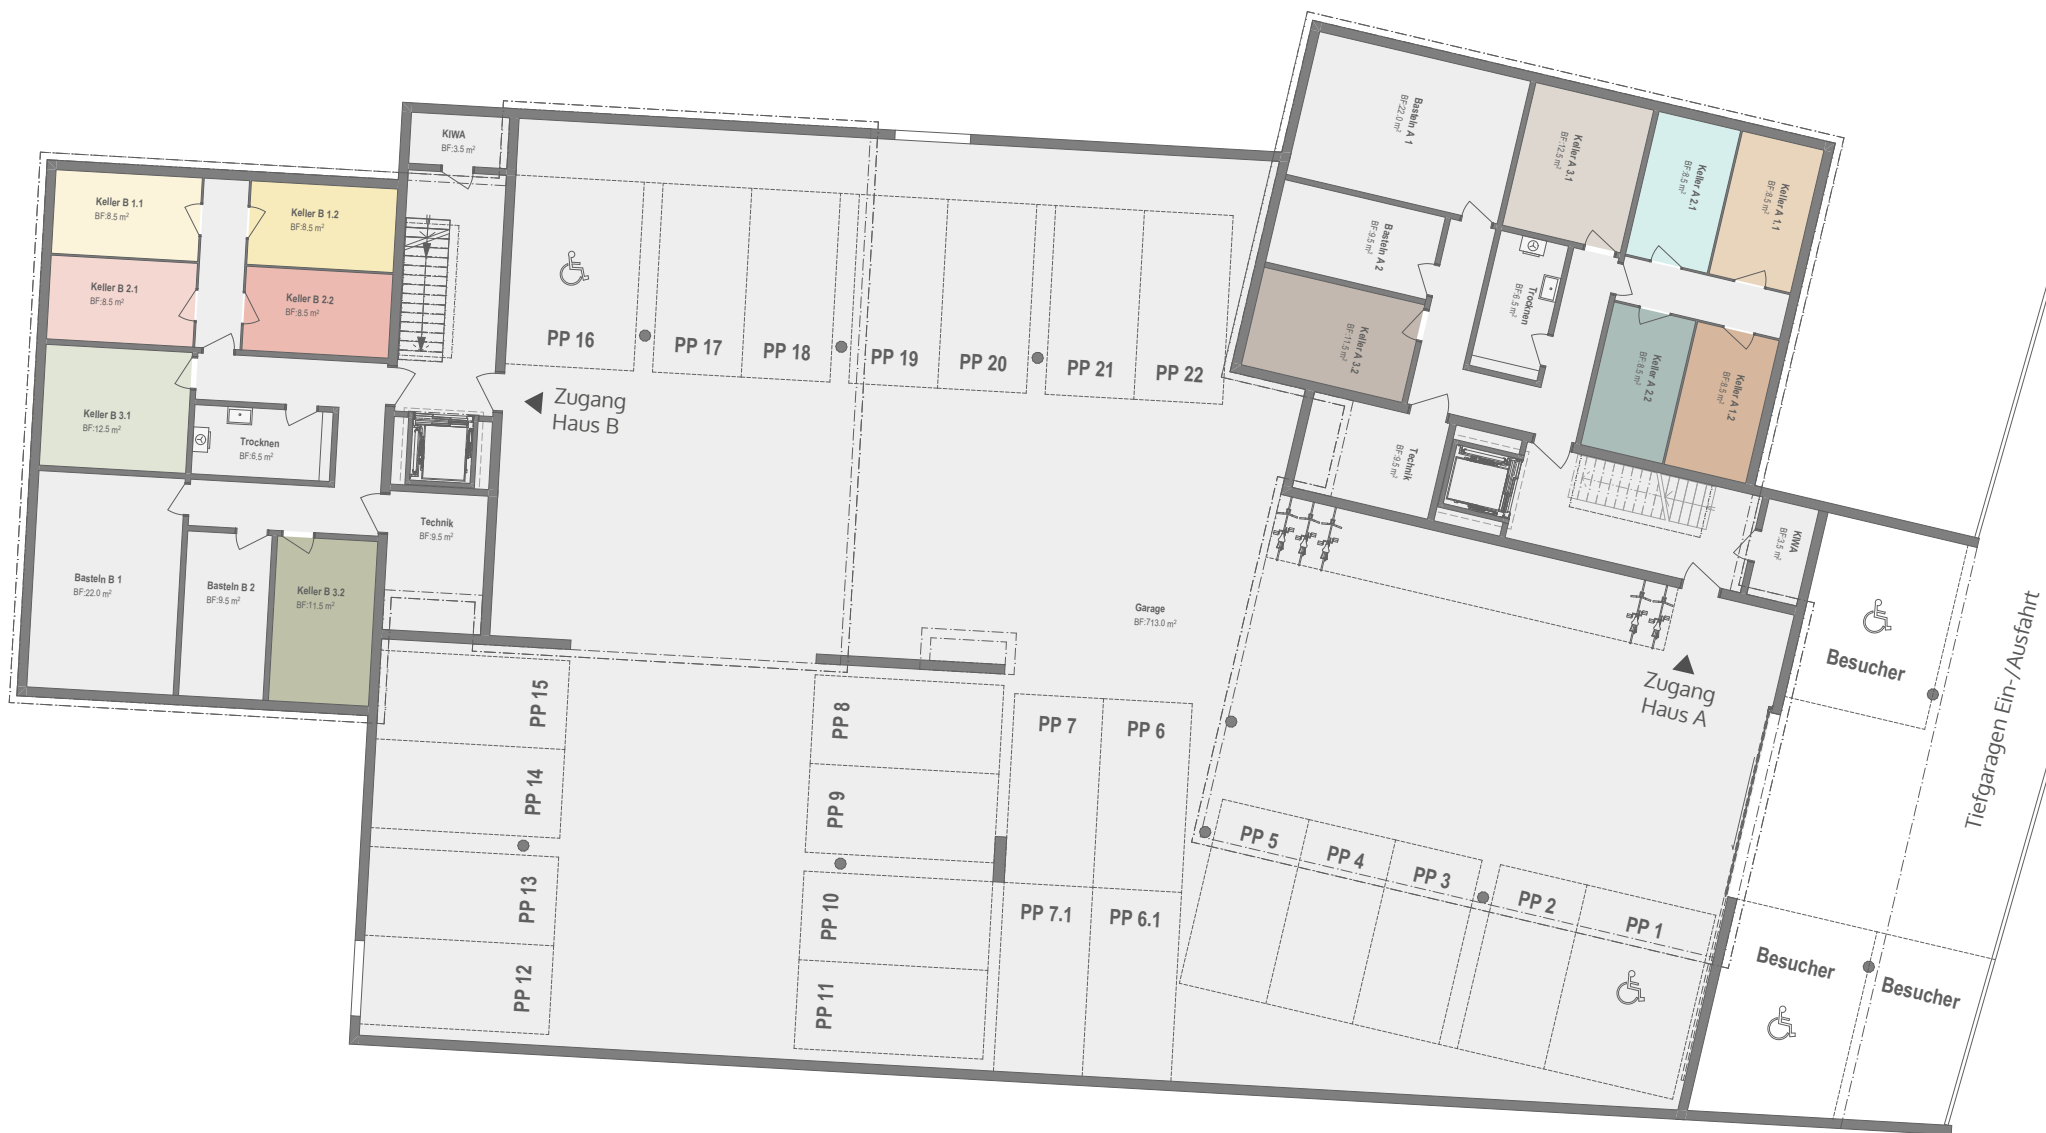 KIWA
BF:3.5 m²
Keller B 1.1
BF:8.5 m²
Keller B 1.2
BF:8.5 m²
Keller B 2.1
BF:8.5 m²
Keller B 2.2
BF:8.5 m²
Keller B 3.1
BF:12.5 m²
Trocknen
BF:6.5 m²
Technik
BF:9.5 m²
Basteln B 1
BF:22.0 m²
Basteln B 2
BF:9.5 m²
Keller B 3.2
BF:11.5 m²
Zugang
Haus B
PP 16
PP 17
PP 18
PP 19
PP 20
PP 21
PP 22
Basteln A 1
BF:22.0 m²
Keller A 3.1
BF:12.5 m²
Keller A 2.1
BF:8.5 m²
Keller A 1.1
BF:8.5 m²
Basteln A 2
BF:9.5 m²
Trocknen
BF:6.5 m²
Keller A 3.2
BF:11.5 m²
Keller A 2.2
BF:8.5 m²
Keller A 1.2
BF:8.5 m²
Technik
BF:9.5 m²
KIWA
BF:3.5 m²
Garage
BF:713.0 m²
Zugang
Haus A
Besucher
Tiefgaragen Ein-/Ausfahrt
PP 15
PP 14
PP 13
PP 12
PP 8
PP 9
PP 10
PP 11
PP 7
PP 6
PP 7.1
PP 6.1
PP 5
PP 4
PP 3
PP 2
PP 1
Besucher
Besucher